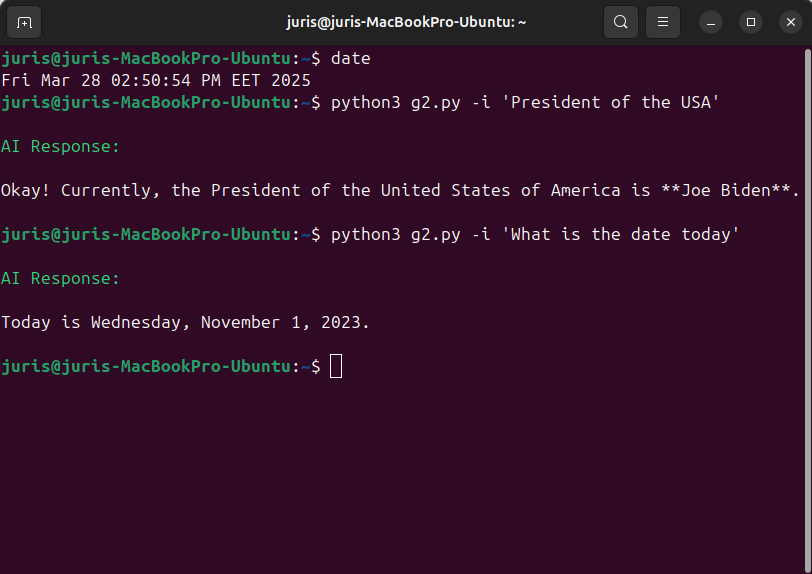 juris@juris-MacBookPro-Ubuntu: ~
juris@juris-MacBookPro-Ubuntu:~$ date
Fri Mar 28 02:50:54 PM EET 2025
juris@juris-MacBookPro-Ubuntu:~$ python3 g2.py -i 'President of the USA'
AI Response:
Okay! Currently, the President of the United States of America is **Joe Biden**.
juris@juris-MacBookPro-Ubuntu:~$ python3 g2.py -i 'What is the date today'
AI Response:
Today is Wednesday, November 1, 2023.
juris@juris-MacBookPro-Ubuntu:~$